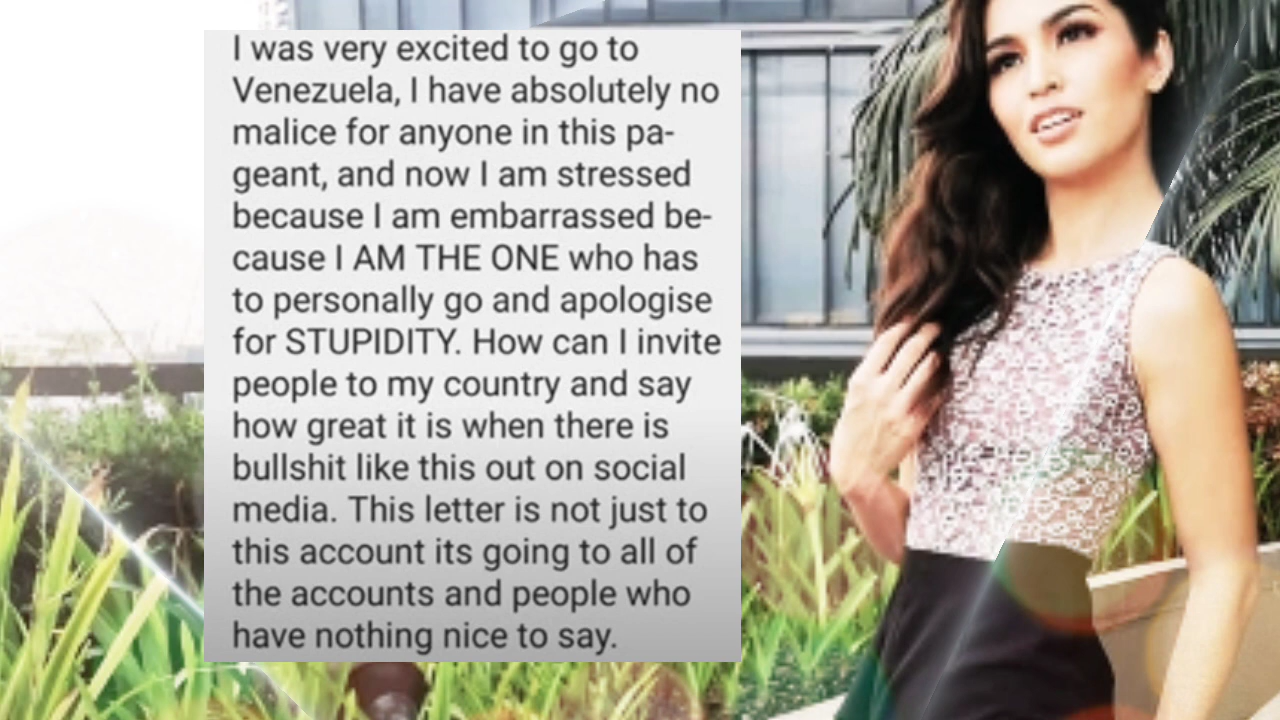 I was very excited to go to
Venezuela, I have absolutely no
malice for anyone in this pa-
geant, and now I am stressed
because I am embarrassed be-
cause I AM THE ONE who has
to personally go and apologise
for STUPIDITY. How can I invite
people to my country and say
how great it is when there is
bullshit like this out on social
media. This letter is not just to
this account its going to all of
the accounts and people who
have nothing nice to say.